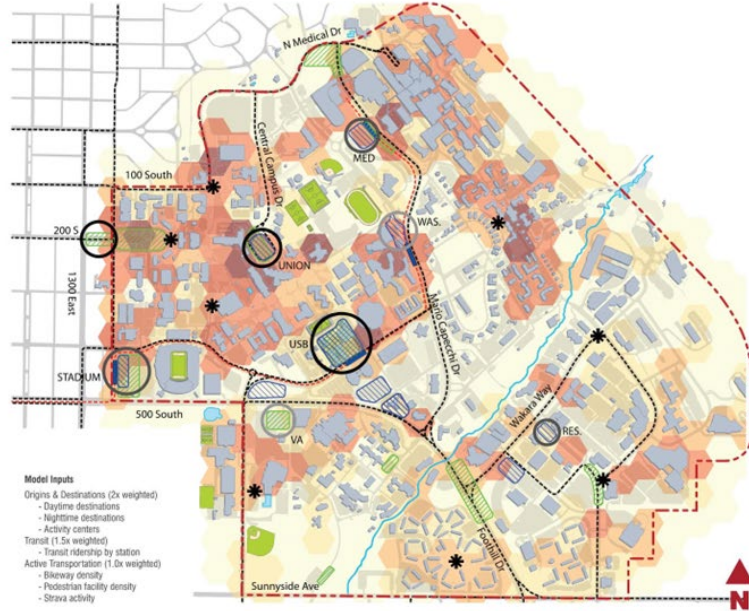 N Medical Dr
Central Campus Dr
MED
100 South
200 S
WAS.
UNION
1300 East
Mario Capecchi Dr
USB
STADIUM
500 South
Wakara Way
VA
RES.
Model Inputs
Origins & Destinations (2x weighted)
- Daytime destinations
- Nighttime destinations
- Activity centers
Transit (1.5x weighted)
- Transit ridership by station
Active Transportation (1.0x weighted)
- Bikeway density
- Pedestrian facility density
- Strava activity
Foothill Dr
Sunnyside Ave
N